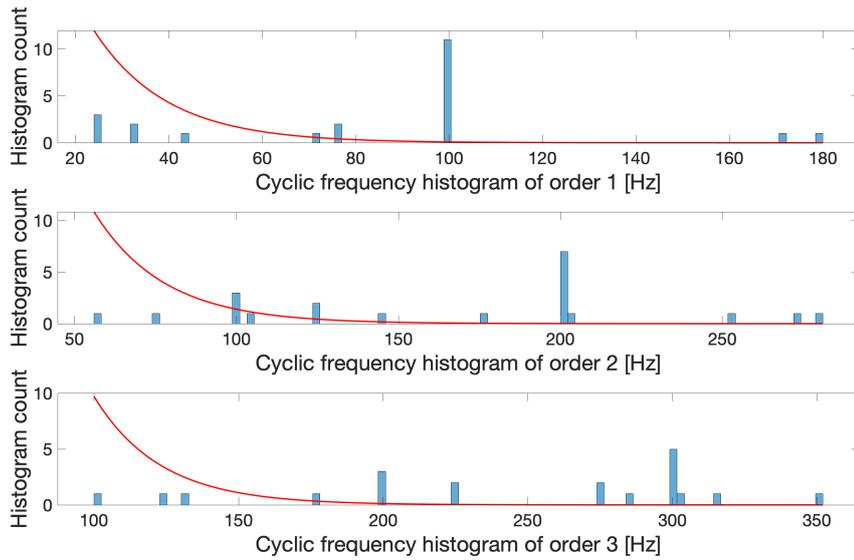 Histogram count
10
5
0
20 40 60 80 100 120 140 160 180
Cyclic frequency histogram of order 1 [Hz]
Histogram count
10
5
0
50 100 150 200 250
Cyclic frequency histogram of order 2 [Hz]
Histogram count
10
5
0
100 150 200 250 300 350
Cyclic frequency histogram of order 3 [Hz]